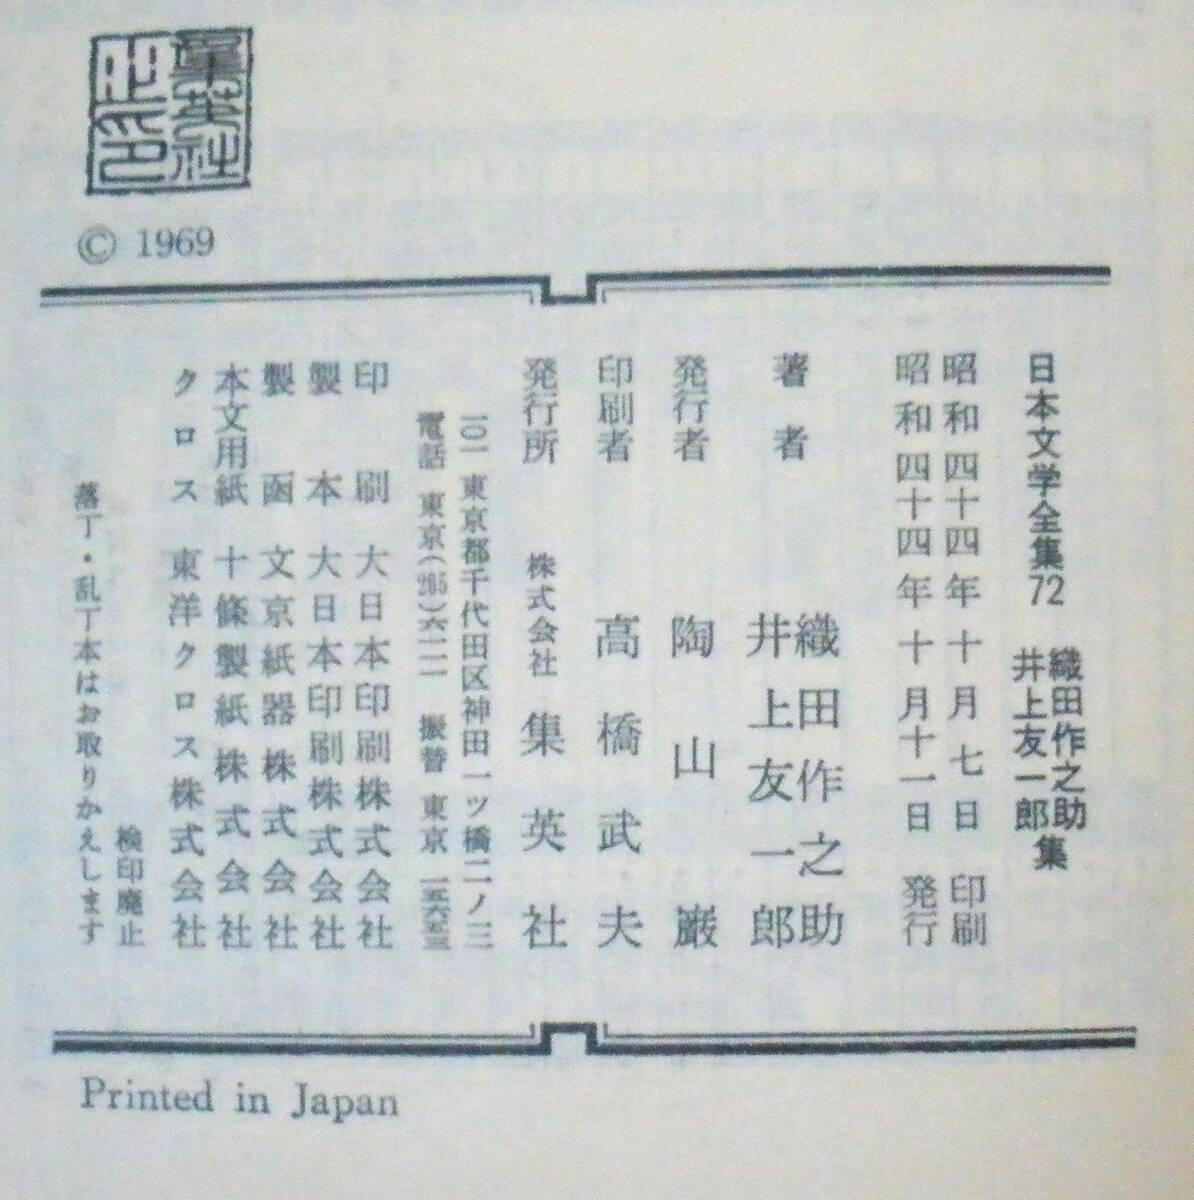 集英社
出印
© 1969
日本文学全集72 織田作之助 井上友一郎 集
昭和四十四年十月七日 印刷
昭和四十四年十月十一日 発行
著者 織田作之助
井上友一郎
発行者 陶山巖
印刷者 高橋武夫
発行所 株式会社 集英社
一〇一 東京都千代田区神田一ツ橋二ノ三
電話 東京(265)六一一一 振替 東京 一五六五三
印刷 大日本印刷株式会社
製本 大日本印刷株式会社
製函 文京紙器株式会社
本文用紙 十條製紙株式会社
クロス 東洋クロス株式会社
検印廃止
落丁・乱丁本はお取りかえします
Printed in Japan